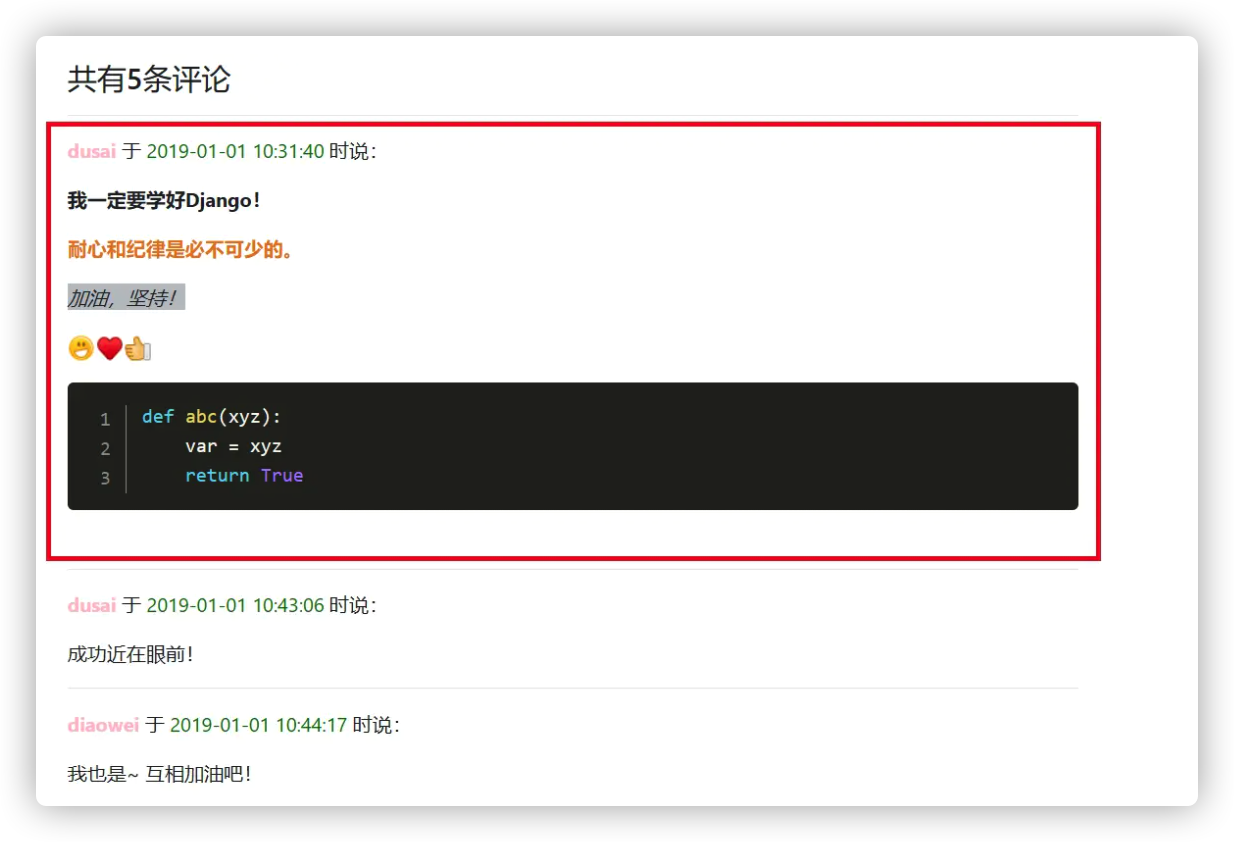 共有5条评论
dusai 于 2019-01-01 10:31:40 时说：
我一定要学好Django！
耐心和纪律是必不可少的。
加油，坚持！
😄❤️👍
1 def abc(xyz):
2     var = xyz
3     return True
dusai 于 2019-01-01 10:43:06 时说：
成功近在眼前！
diaowei 于 2019-01-01 10:44:17 时说：
我也是~ 互相加油吧！